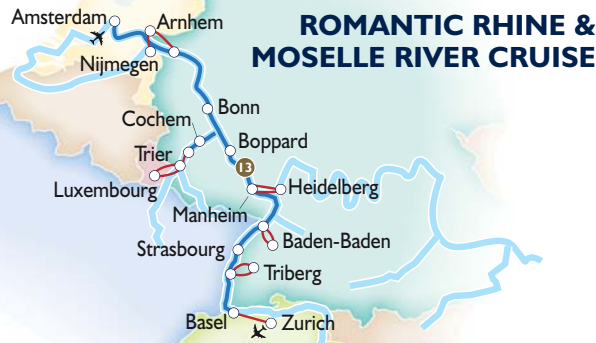 ROMANTIC RHINE &
MOSELLE RIVER CRUISE
Amsterdam
Arnhem
Nijmegen
Bonn
Cochem
Boppard
Trier
13
Luxembourg
Heidelberg
Manheim
Strasbourg
Baden-Baden
Triberg
Basel
Zurich